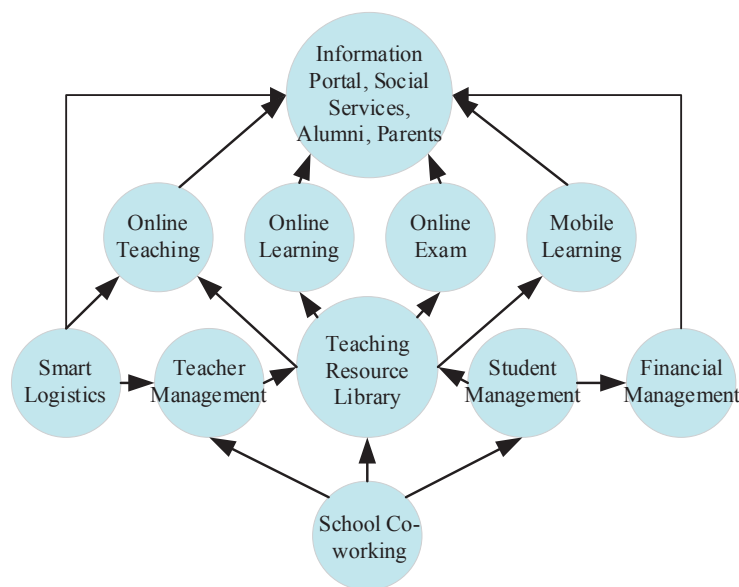 Information
Portal, Social
Services,
Alumni, Parents
Online
Teaching
Online
Learning
Online
Exam
Mobile
Learning
Smart
Logistics
Teacher
Management
Teaching
Resource
Library
Student
Management
Financial
Management
School Co-
working